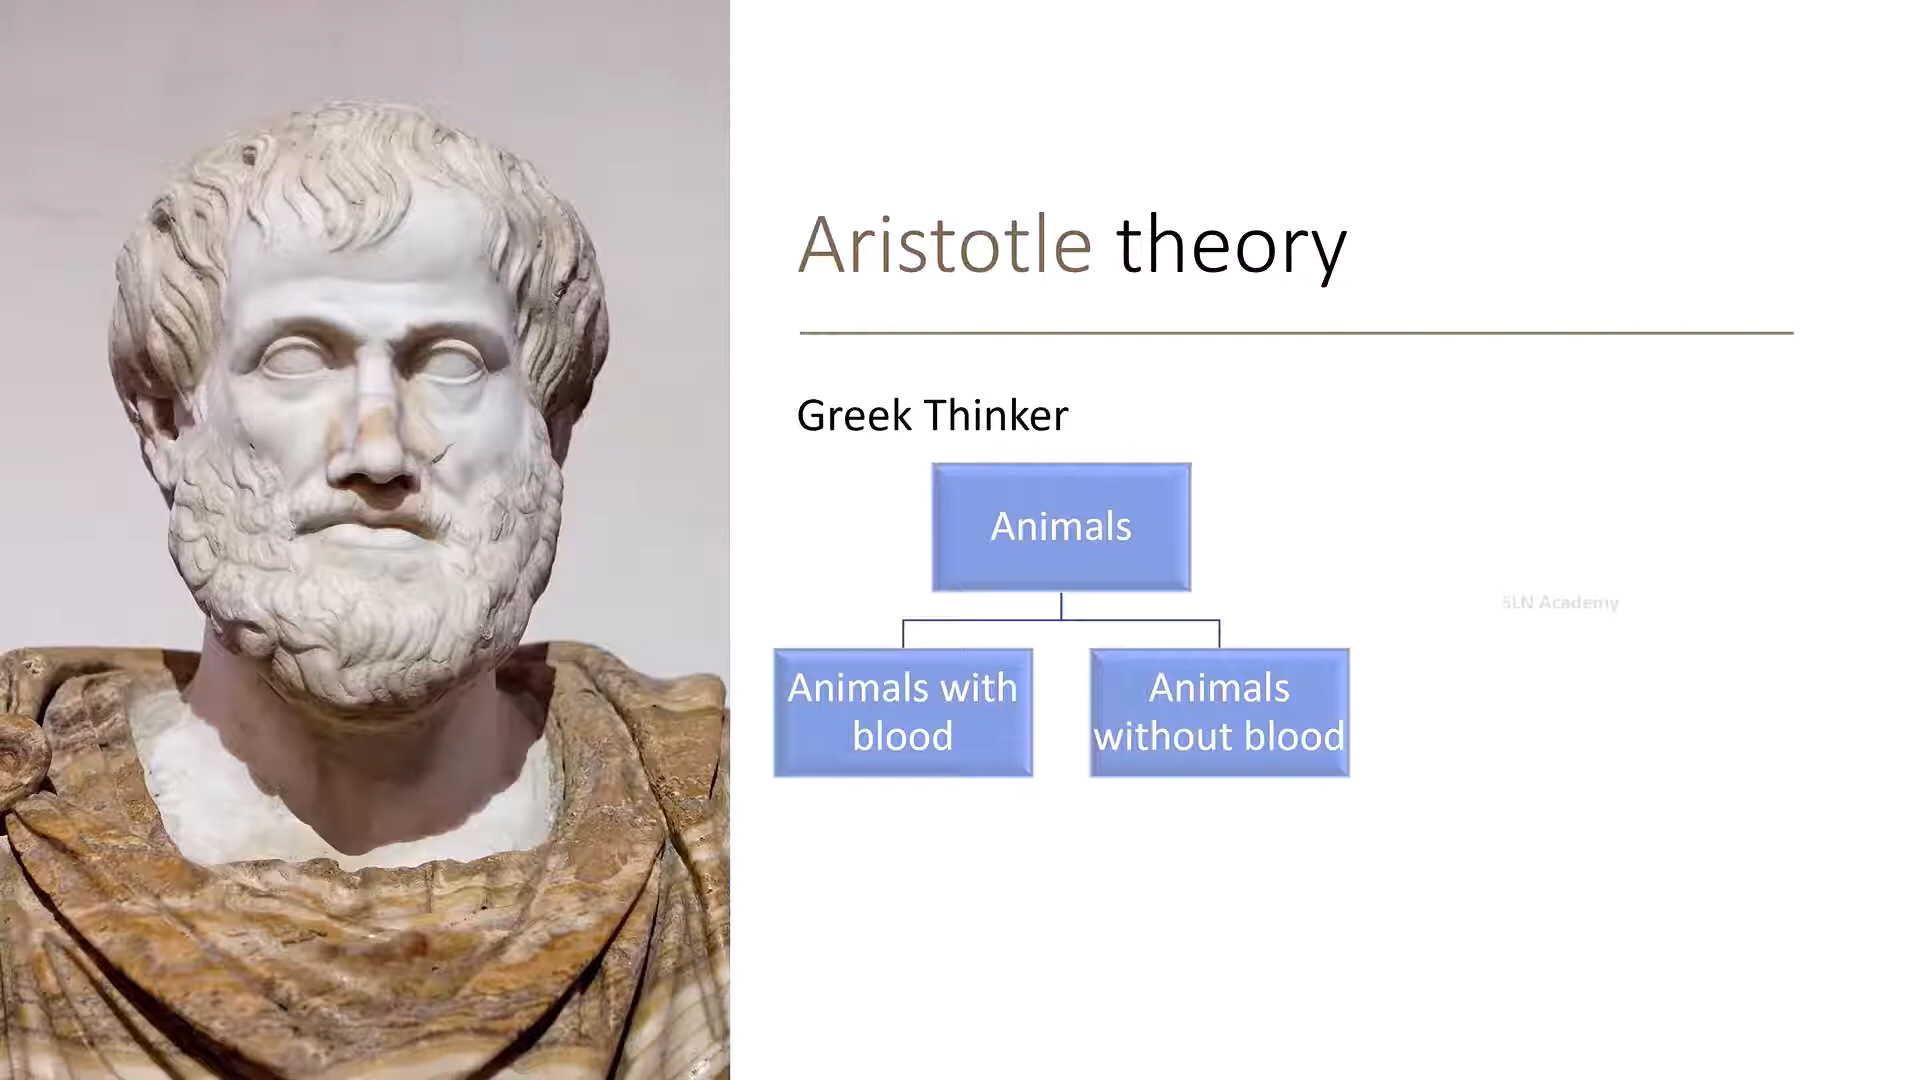 Aristotle theory
Greek Thinker
Animals
Animals with
blood
Animals
without blood
SLN Academy